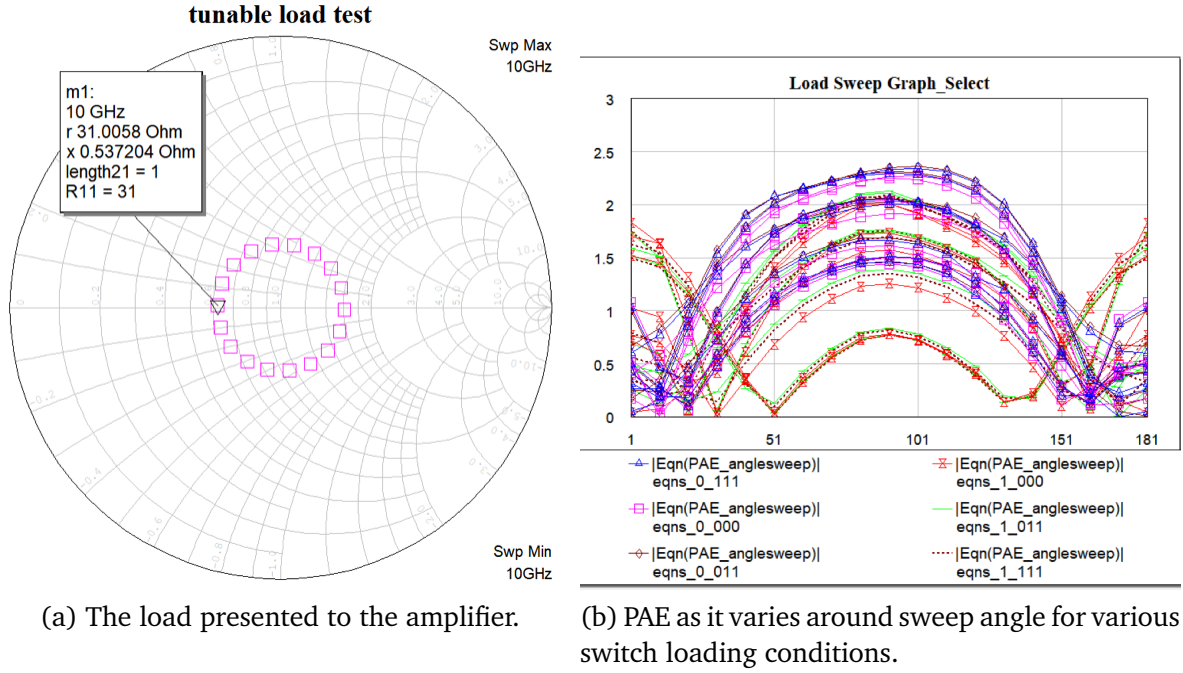 tunable load test
Swp Max
10GHz
m1:
10 GHz
r 31.0058 Ohm
x 0.537204 Ohm
length21 = 1
R11 = 31
Swp Min
10GHz
(a) The load presented to the amplifier.
Load Sweep Graph_Select
3
2.5
2
1.5
1
0.5
0
1
51
101
151
181
|Eqn(PAE_anglesweep)|
eqns_0_111
|Eqn(PAE_anglesweep)|
eqns_1_000
|Eqn(PAE_anglesweep)|
eqns_0_000
|Eqn(PAE_anglesweep)|
eqns_1_011
|Eqn(PAE_anglesweep)|
eqns_0_011
|Eqn(PAE_anglesweep)|
eqns_1_111
(b) PAE as it varies around sweep angle for various
switch loading conditions.